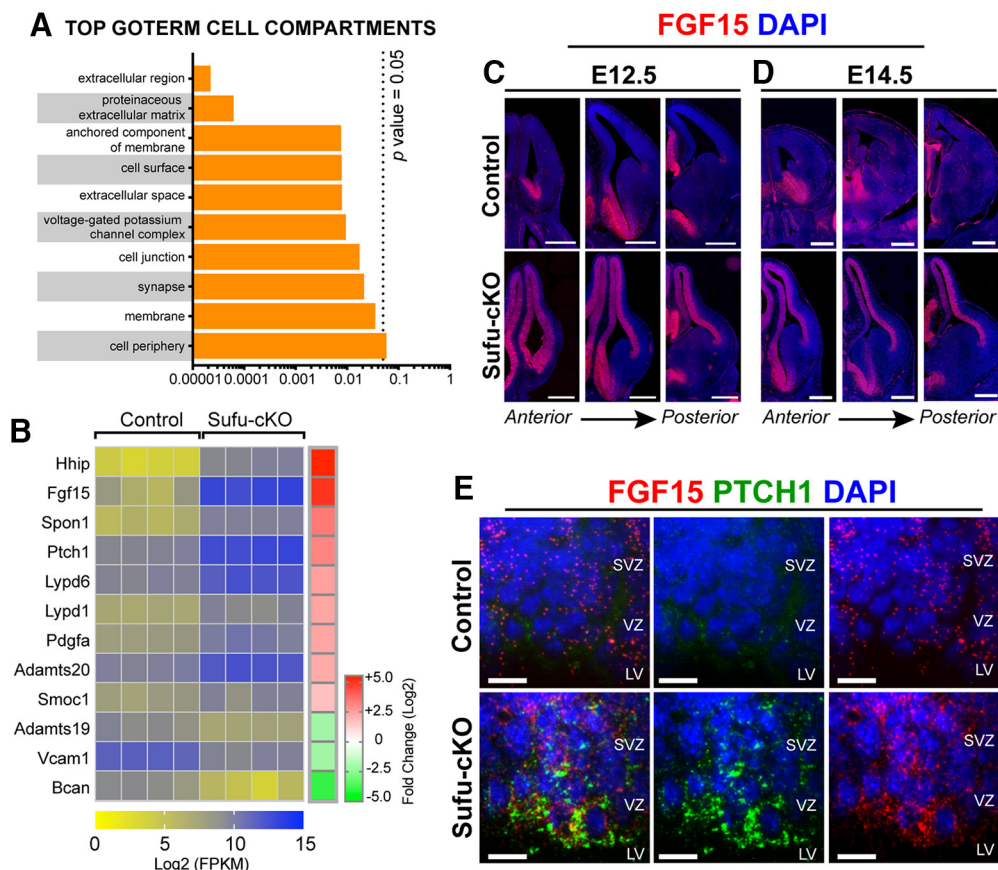 A TOP GOTERM CELL COMPARTMENTS
extracellular region
proteinaceous
extracellular matrix
anchored component
of membrane
cell surface
extracellular space
voltage-gated potassium
channel complex
cell junction
synapse
membrane
cell periphery
p value = 0.05
0.00001 0.0001 0.001 0.01 0.1 1
B
Control Sufu-cKO
Hhip
Fgf15
Spon1
Ptch1
Lypd6
Lypd1
Pdgfa
Adamts20
Smoc1
Adamts19
Vcam1
Bcan
+5.0
+2.5
0
-2.5
-5.0
Fold Change (Log2)
0 5 10 15
Log2 (FPKM)
FGF15 DAPI
C E12.5
D E14.5
Control
Sufu-cKO
Anterior Posterior
Anterior Posterior
E FGF15 PTCH1 DAPI
Control
SVZ SVZ SVZ
VZ VZ VZ
LV LV LV
Sufu-cKO
SVZ SVZ SVZ
VZ VZ VZ
LV LV LV